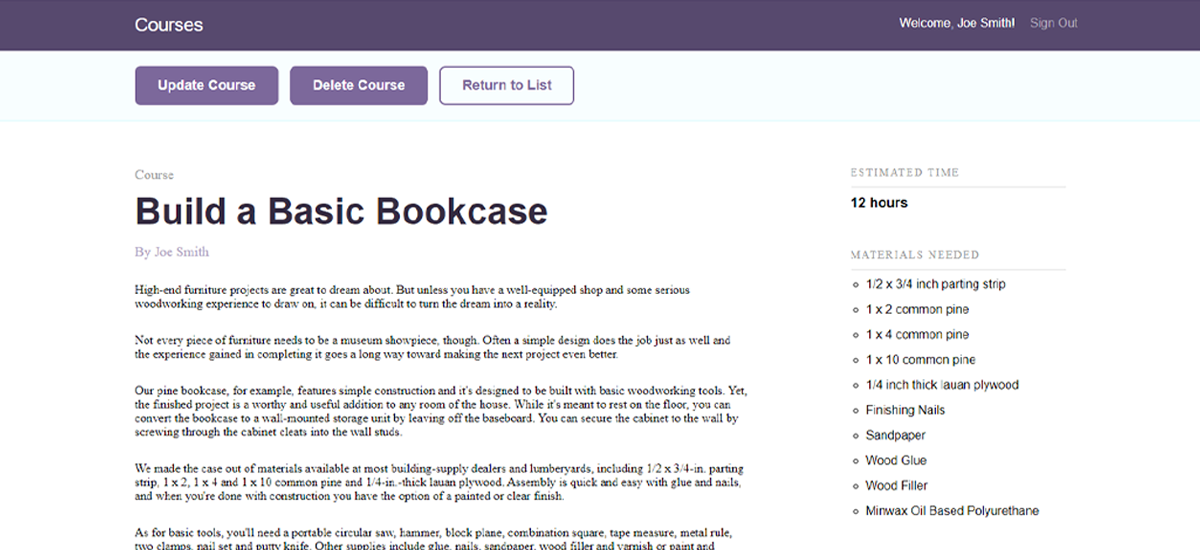 Courses
Welcome, Joe Smith! Sign Out
Update Course Delete Course Return to List
Course
Build a Basic Bookcase
By Joe Smith
High-end furniture projects are great to dream about. But unless you have a well-equipped shop and some serious
woodworking experience to draw on, it can be difficult to turn the dream into a reality.
Not every piece of furniture needs to be a museum showpiece, though. Often a simple design does the job just as well and
the experience gained in completing it goes a long way toward making the next project even better.
Our pine bookcase, for example, features simple construction and it's designed to be built with basic woodworking tools. Yet,
the finished project is a worthy and useful addition to any room of the house. While it's meant to rest on the floor, you can
convert the bookcase to a wall-mounted storage unit by leaving off the baseboard. You can secure the cabinet to the wall by
screwing through the cabinet cleats into the wall studs.
We made the case out of materials available at most building-supply dealers and lumberyards, including 1/2 x 3/4-in. parting
strip, 1 x 2, 1 x 4 and 1 x 10 common pine and 1/4-in.-thick lauan plywood. Assembly is quick and easy with glue and nails,
and when you're done with construction you have the option of a painted or clear finish.
As for basic tools, you'll need a portable circular saw, hammer, block plane, combination square, tape measure, metal rule,
two clamps, nail set and putty knife. Other supplies include glue, nails, sandpaper, wood filler and varnish or paint and
ESTIMATED TIME
12 hours
MATERIALS NEEDED
1/2 x 3/4 inch parting strip
1 x 2 common pine
1 x 4 common pine
1 x 10 common pine
1/4 inch thick lauan plywood
Finishing Nails
Sandpaper
Wood Glue
Wood Filler
Minwax Oil Based Polyurethane